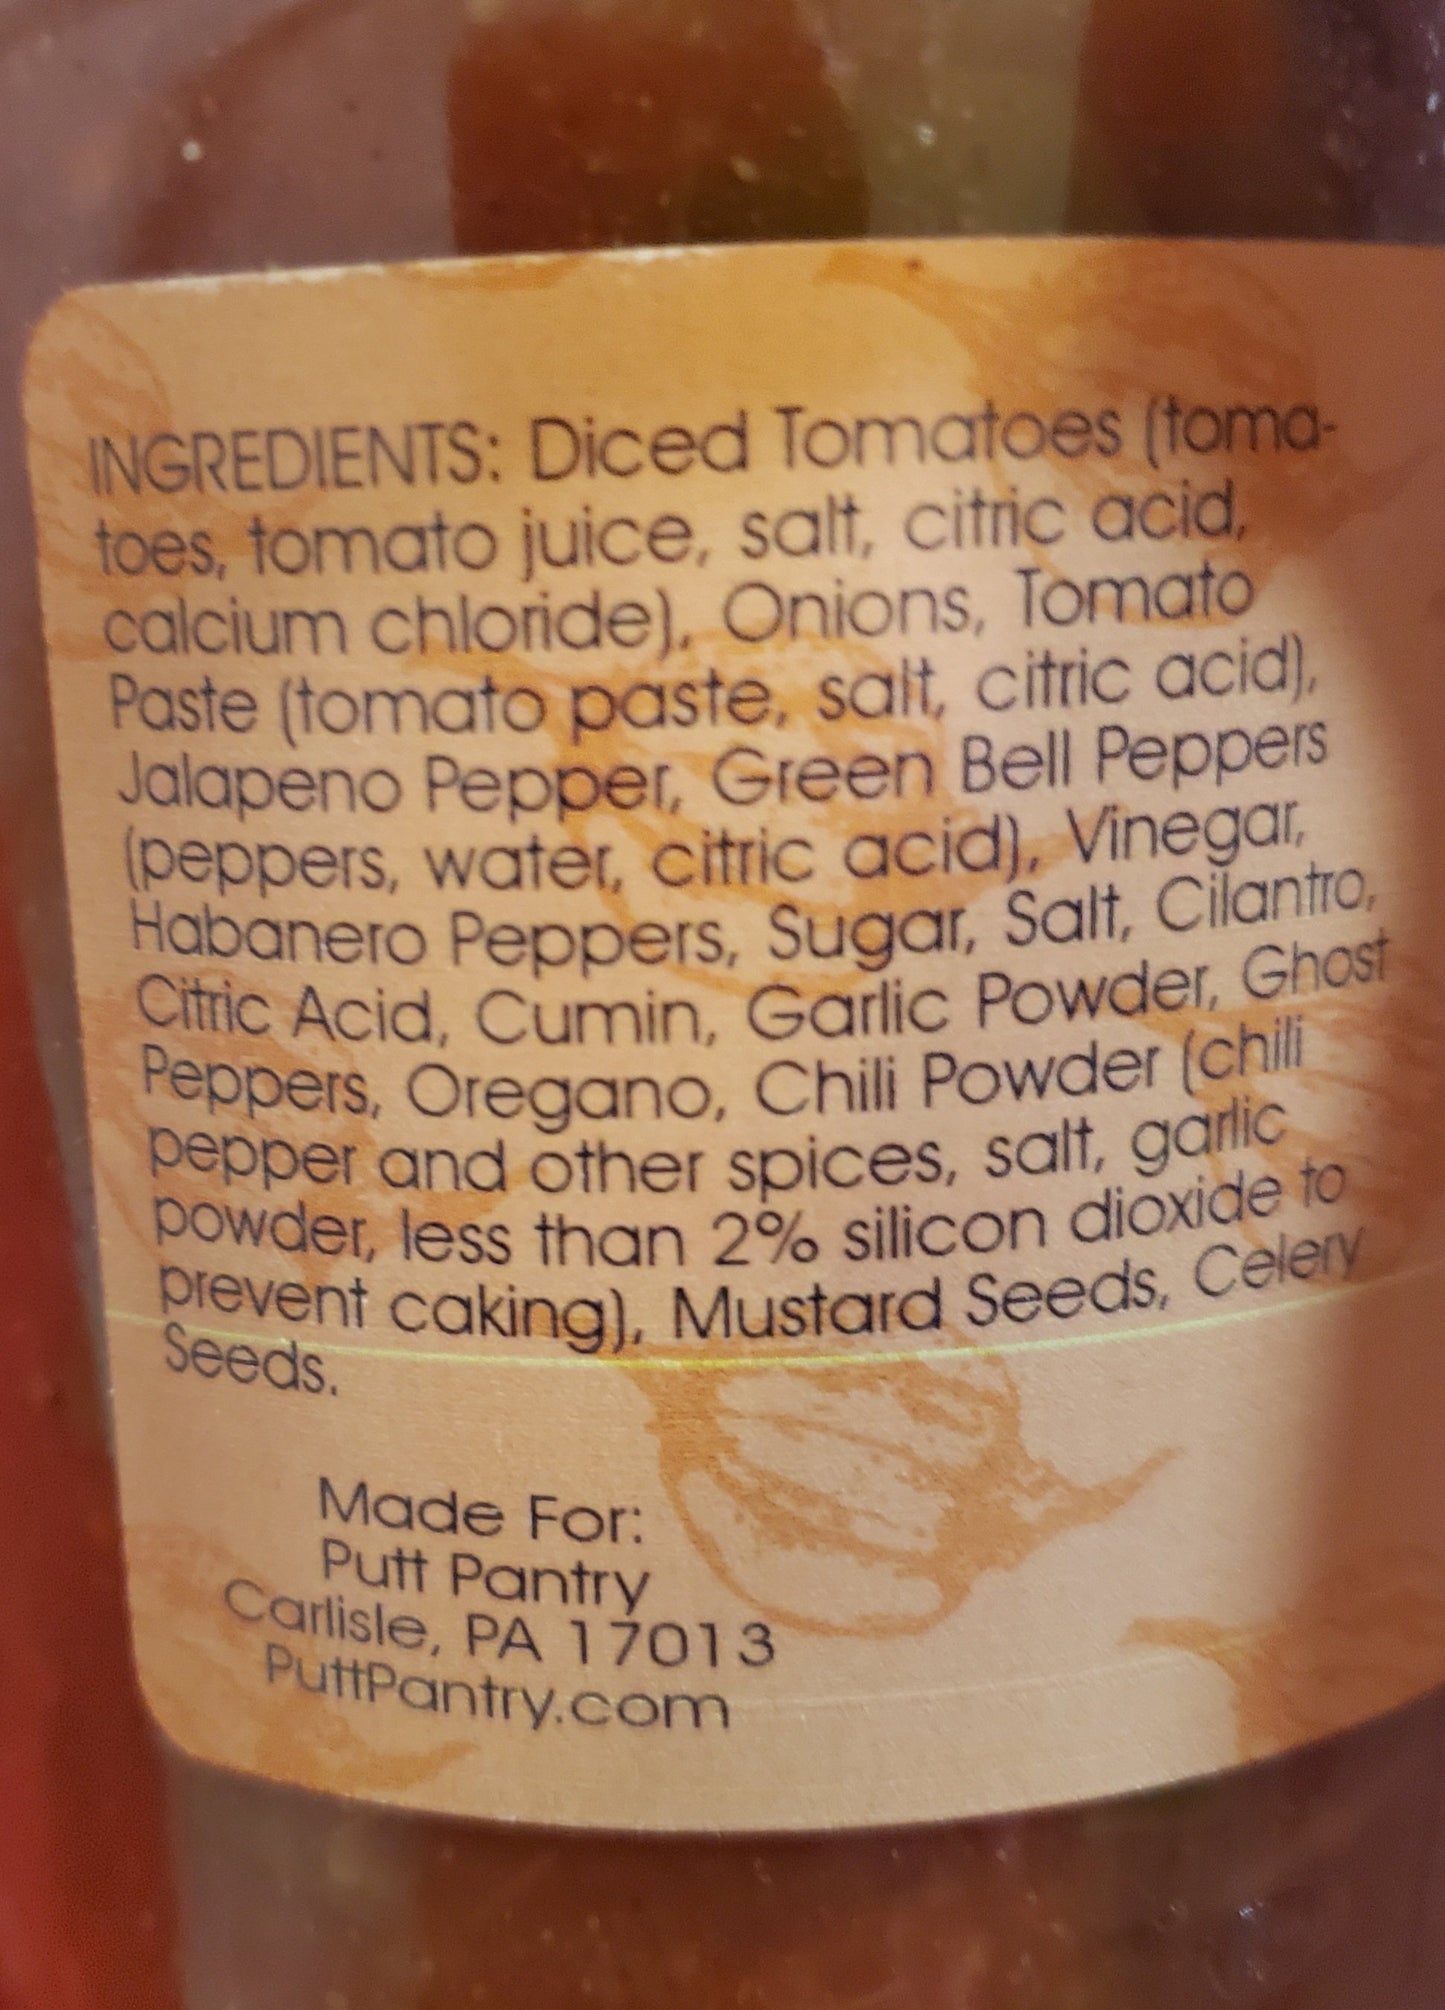 INGREDIENTS: Diced Tomatoes (toma-
toes, tomato juice, salt, citric acid,
calcium chloride), Onions, Tomato
Paste (tomato paste, salt, citric acid),
Jalapeno Pepper, Green Bell Peppers
(peppers, water, citric acid), Vinegar,
Habanero Peppers, Sugar, Salt, Cilantro,
Citric Acid, Cumin, Garlic Powder, Ghost
Peppers, Oregano, Chili Powder (chili
pepper and other spices, salt, garlic
powder, less than 2% silicon dioxide to
prevent caking), Mustard Seeds, Celery
Seeds.
Made For:
Putt Pantry
Carlisle, PA 17013
PuttPantry.com